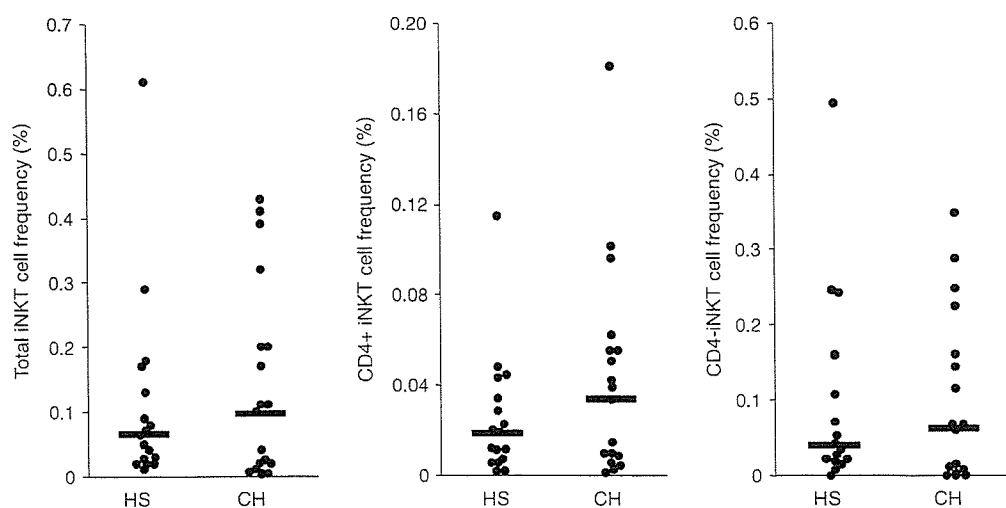 Total iNKT cell frequency (%)
0.7
0.6
0.5
0.4
0.3
0.2
0.1
0
HS
CH
CD4+ iNKT cell frequency (%)
0.20
0.16
0.12
0.08
0.04
0
HS
CH
CD4-iNKT cell frequency (%)
0.6
0.5
0.4
0.3
0.2
0.1
0
HS
CH